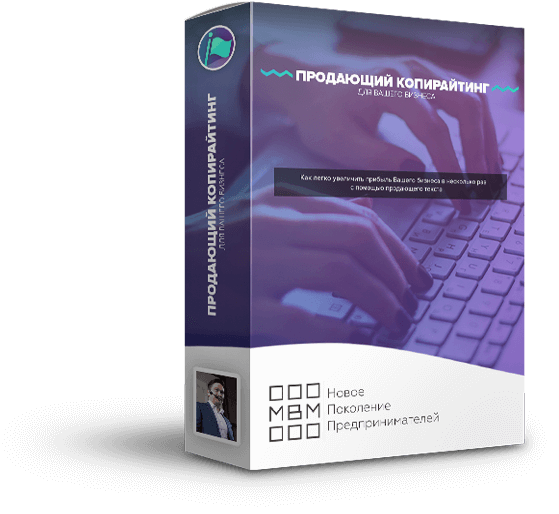 ПРОДАЮЩИЙ КОПИРАЙТИНГ
ДЛЯ ВАШЕГО БИЗНЕСА
ПРОДАЮЩИЙ КОПИРАЙТИНГ
ДЛЯ ВАШЕГО БИЗНЕСА
Как легко увеличить прибыль Вашего бизнеса в несколько раз
с помощью продающего текста
МВМ
Новое
Поколение
Предпринимателей